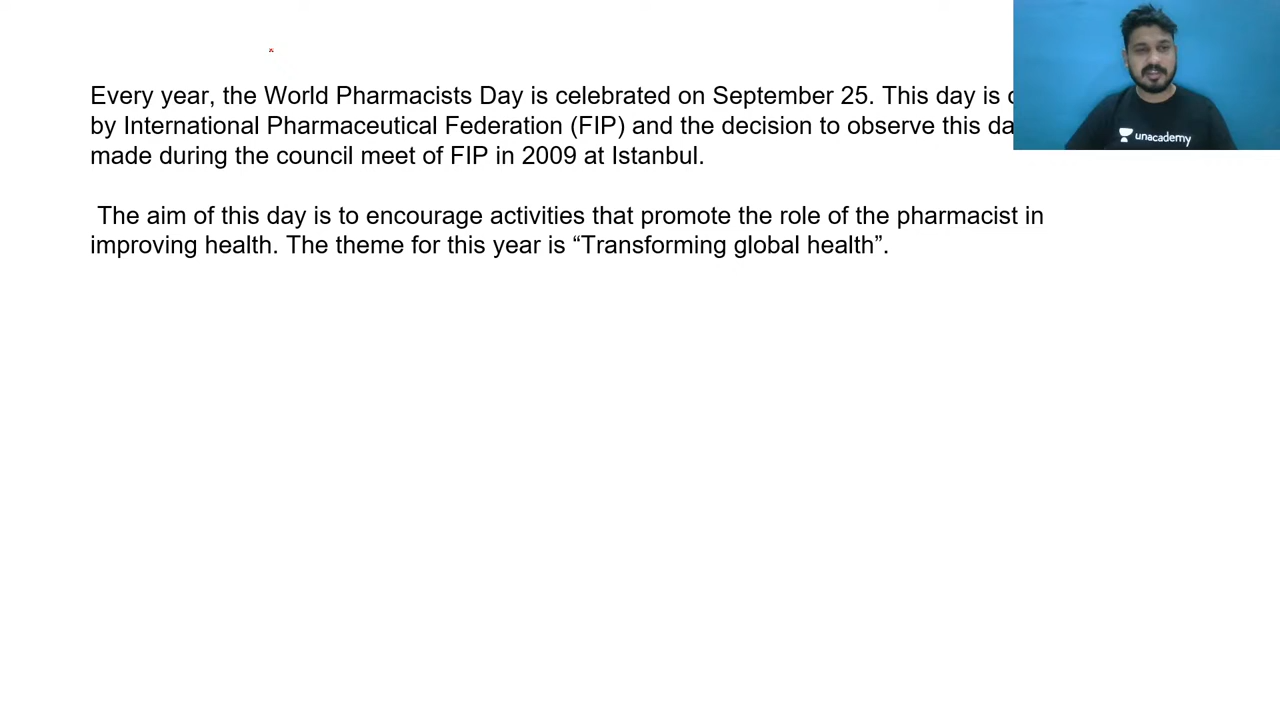 Every year, the World Pharmacists Day is celebrated on September 25. This day is
by International Pharmaceutical Federation (FIP) and the decision to observe this
made during the council meet of FIP in 2009 at Istanbul.
The aim of this day is to encourage activities that promote the role of the pharmacist in
improving health. The theme for this year is “Transforming global health”.
unacademy